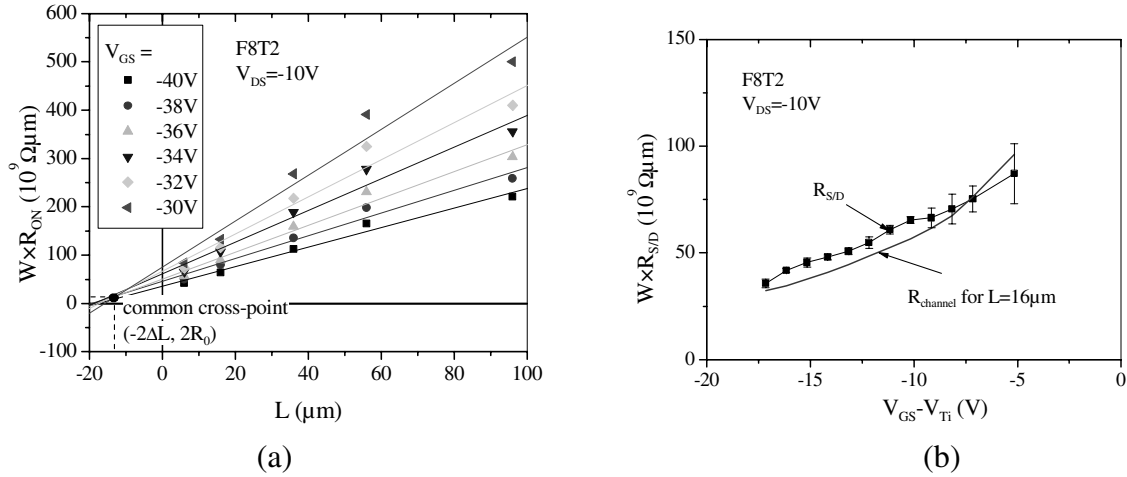 600
500
400
300
200
100
0
-100
W×R_ON (10^9 Ωµm)
V_GS =
-40V
-38V
-36V
-34V
-32V
-30V
F8T2
V_DS=-10V
common cross-point
(-2ΔL, 2R_0)
-20 0 20 40 60 80 100
L (µm)
(a)
150
100
50
0
W×R_S/D (10^9 Ωµm)
F8T2
V_DS=-10V
R_S/D
R_channel for L=16µm
-20 -15 -10 -5 0
V_GS-V_Ti (V)
(b)